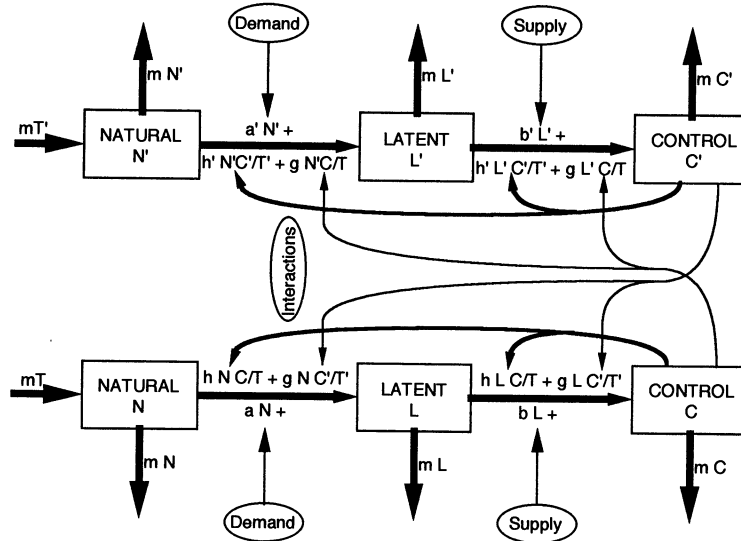 Demand
Supply
m N'
m L'
m C'
mT'
NATURAL
N'
a' N' +
h' N'C'/T' + g N'C/T
LATENT
L'
b' L' +
h' L' C'/T' + g L' C/T
CONTROL
C'
Interactions
mT
NATURAL
N
h N C/T + g N C'/T'
a N +
LATENT
L
h L C/T + g L C'/T'
b L +
CONTROL
C
m N
m L
m C
Demand
Supply